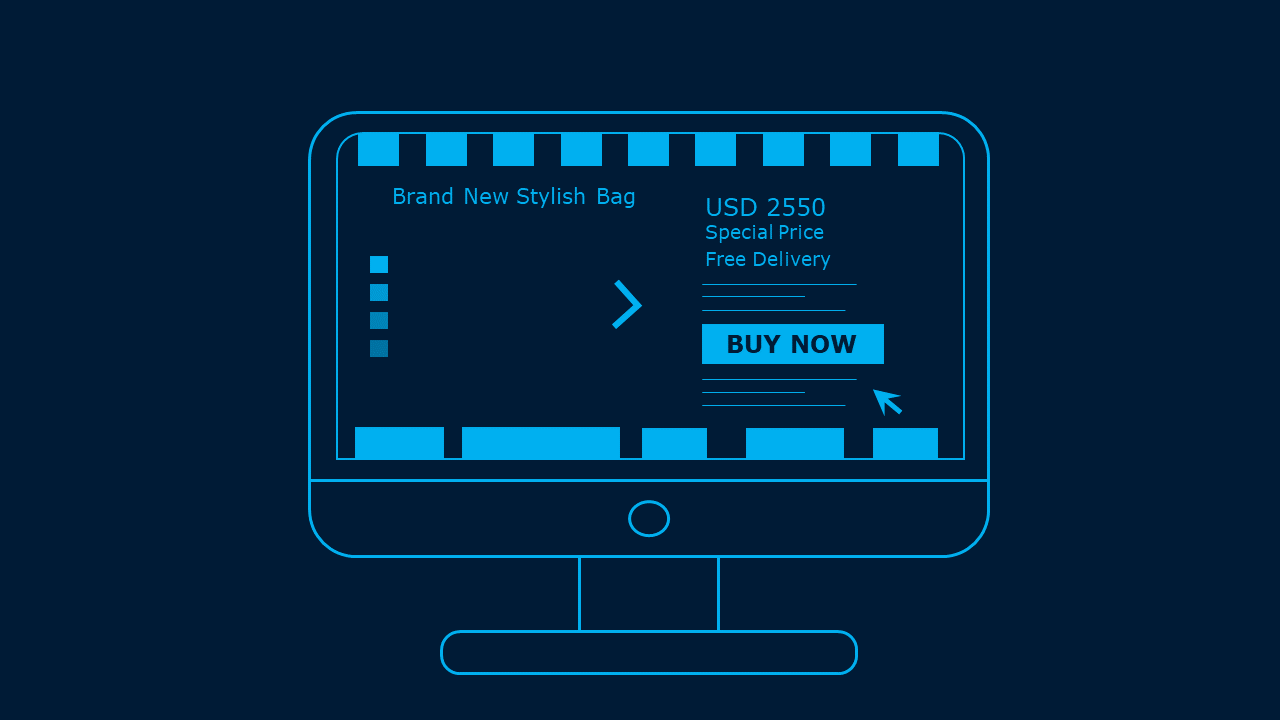 Brand New Stylish Bag
USD 2550
Special Price
Free Delivery
BUY NOW